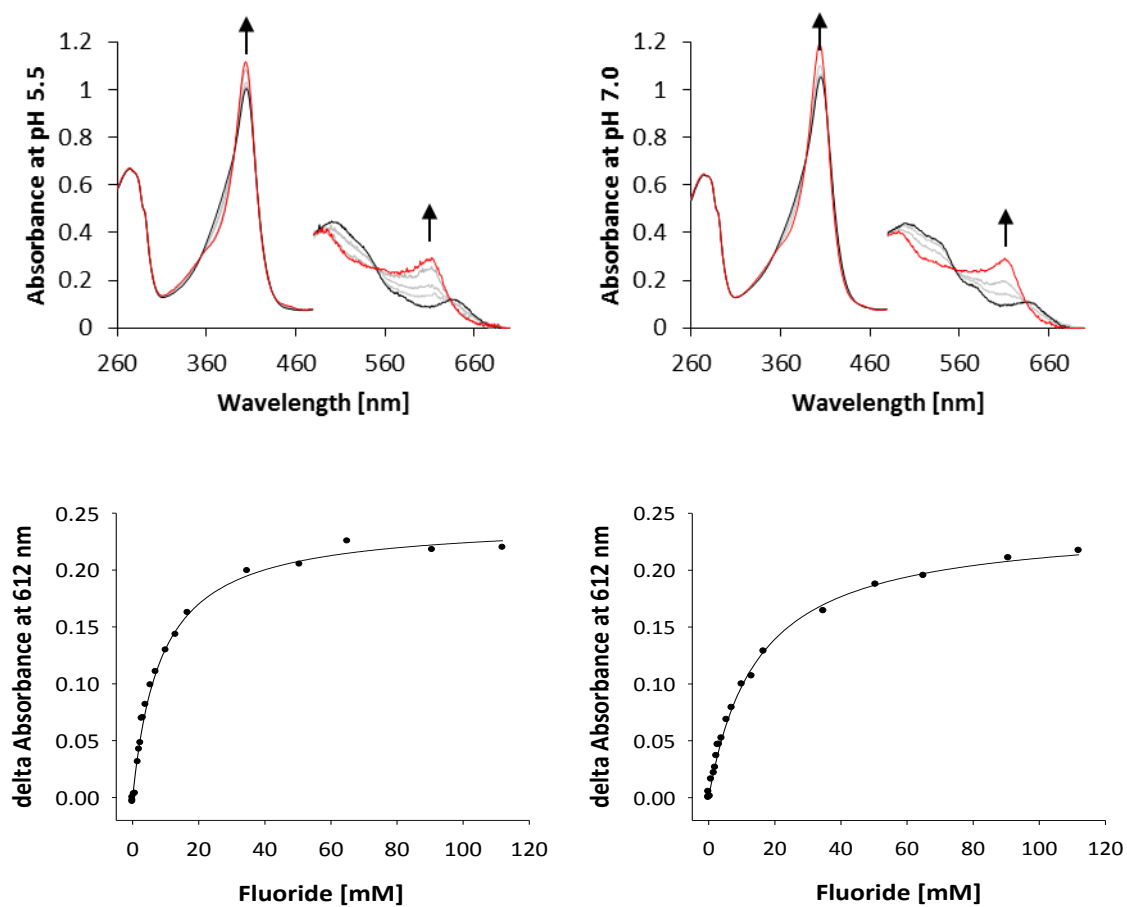 Absorbance at pH 5.5
1.2
1
0.8
0.6
0.4
0.2
0
260 360 460 560 660
Wavelength [nm]
Absorbance at pH 7.0
1.2
1
0.8
0.6
0.4
0.2
0
260 360 460 560 660
Wavelength [nm]
delta Absorbance at 612 nm
0.25
0.20
0.15
0.10
0.05
0.00
0 20 40 60 80 100 120
Fluoride [mM]
delta Absorbance at 612 nm
0.25
0.20
0.15
0.10
0.05
0.00
0 20 40 60 80 100 120
Fluoride [mM]